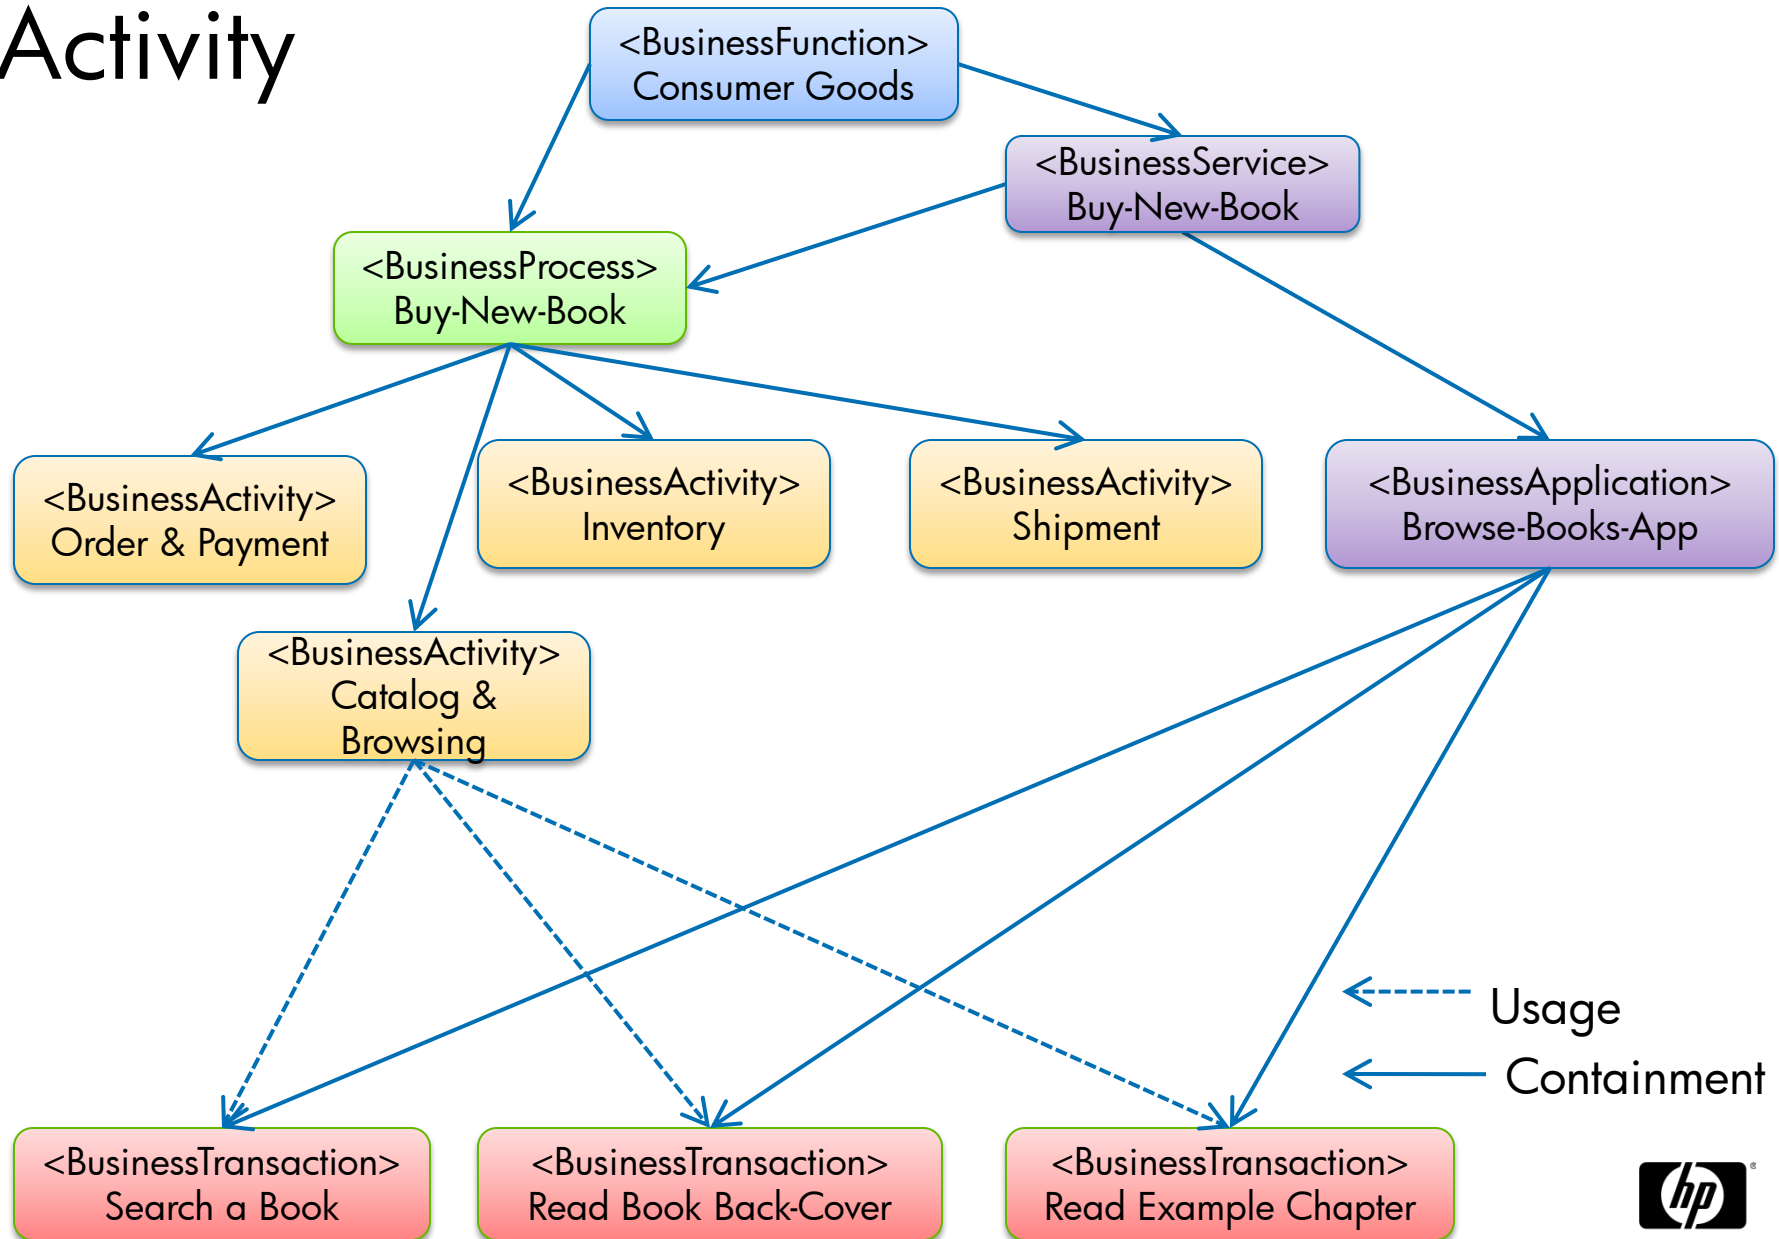 Activity
<BusinessFunction>
Consumer Goods
<BusinessService>
Buy-New-Book
<BusinessProcess>
Buy-New-Book
<BusinessActivity>
Order & Payment
<BusinessActivity>
Inventory
<BusinessActivity>
Shipment
<BusinessApplication>
Browse-Books-App
<BusinessActivity>
Catalog &
Browsing
Usage
Containment
<BusinessTransaction>
Search a Book
<BusinessTransaction>
Read Book Back-Cover
<BusinessTransaction>
Read Example Chapter
hp
®